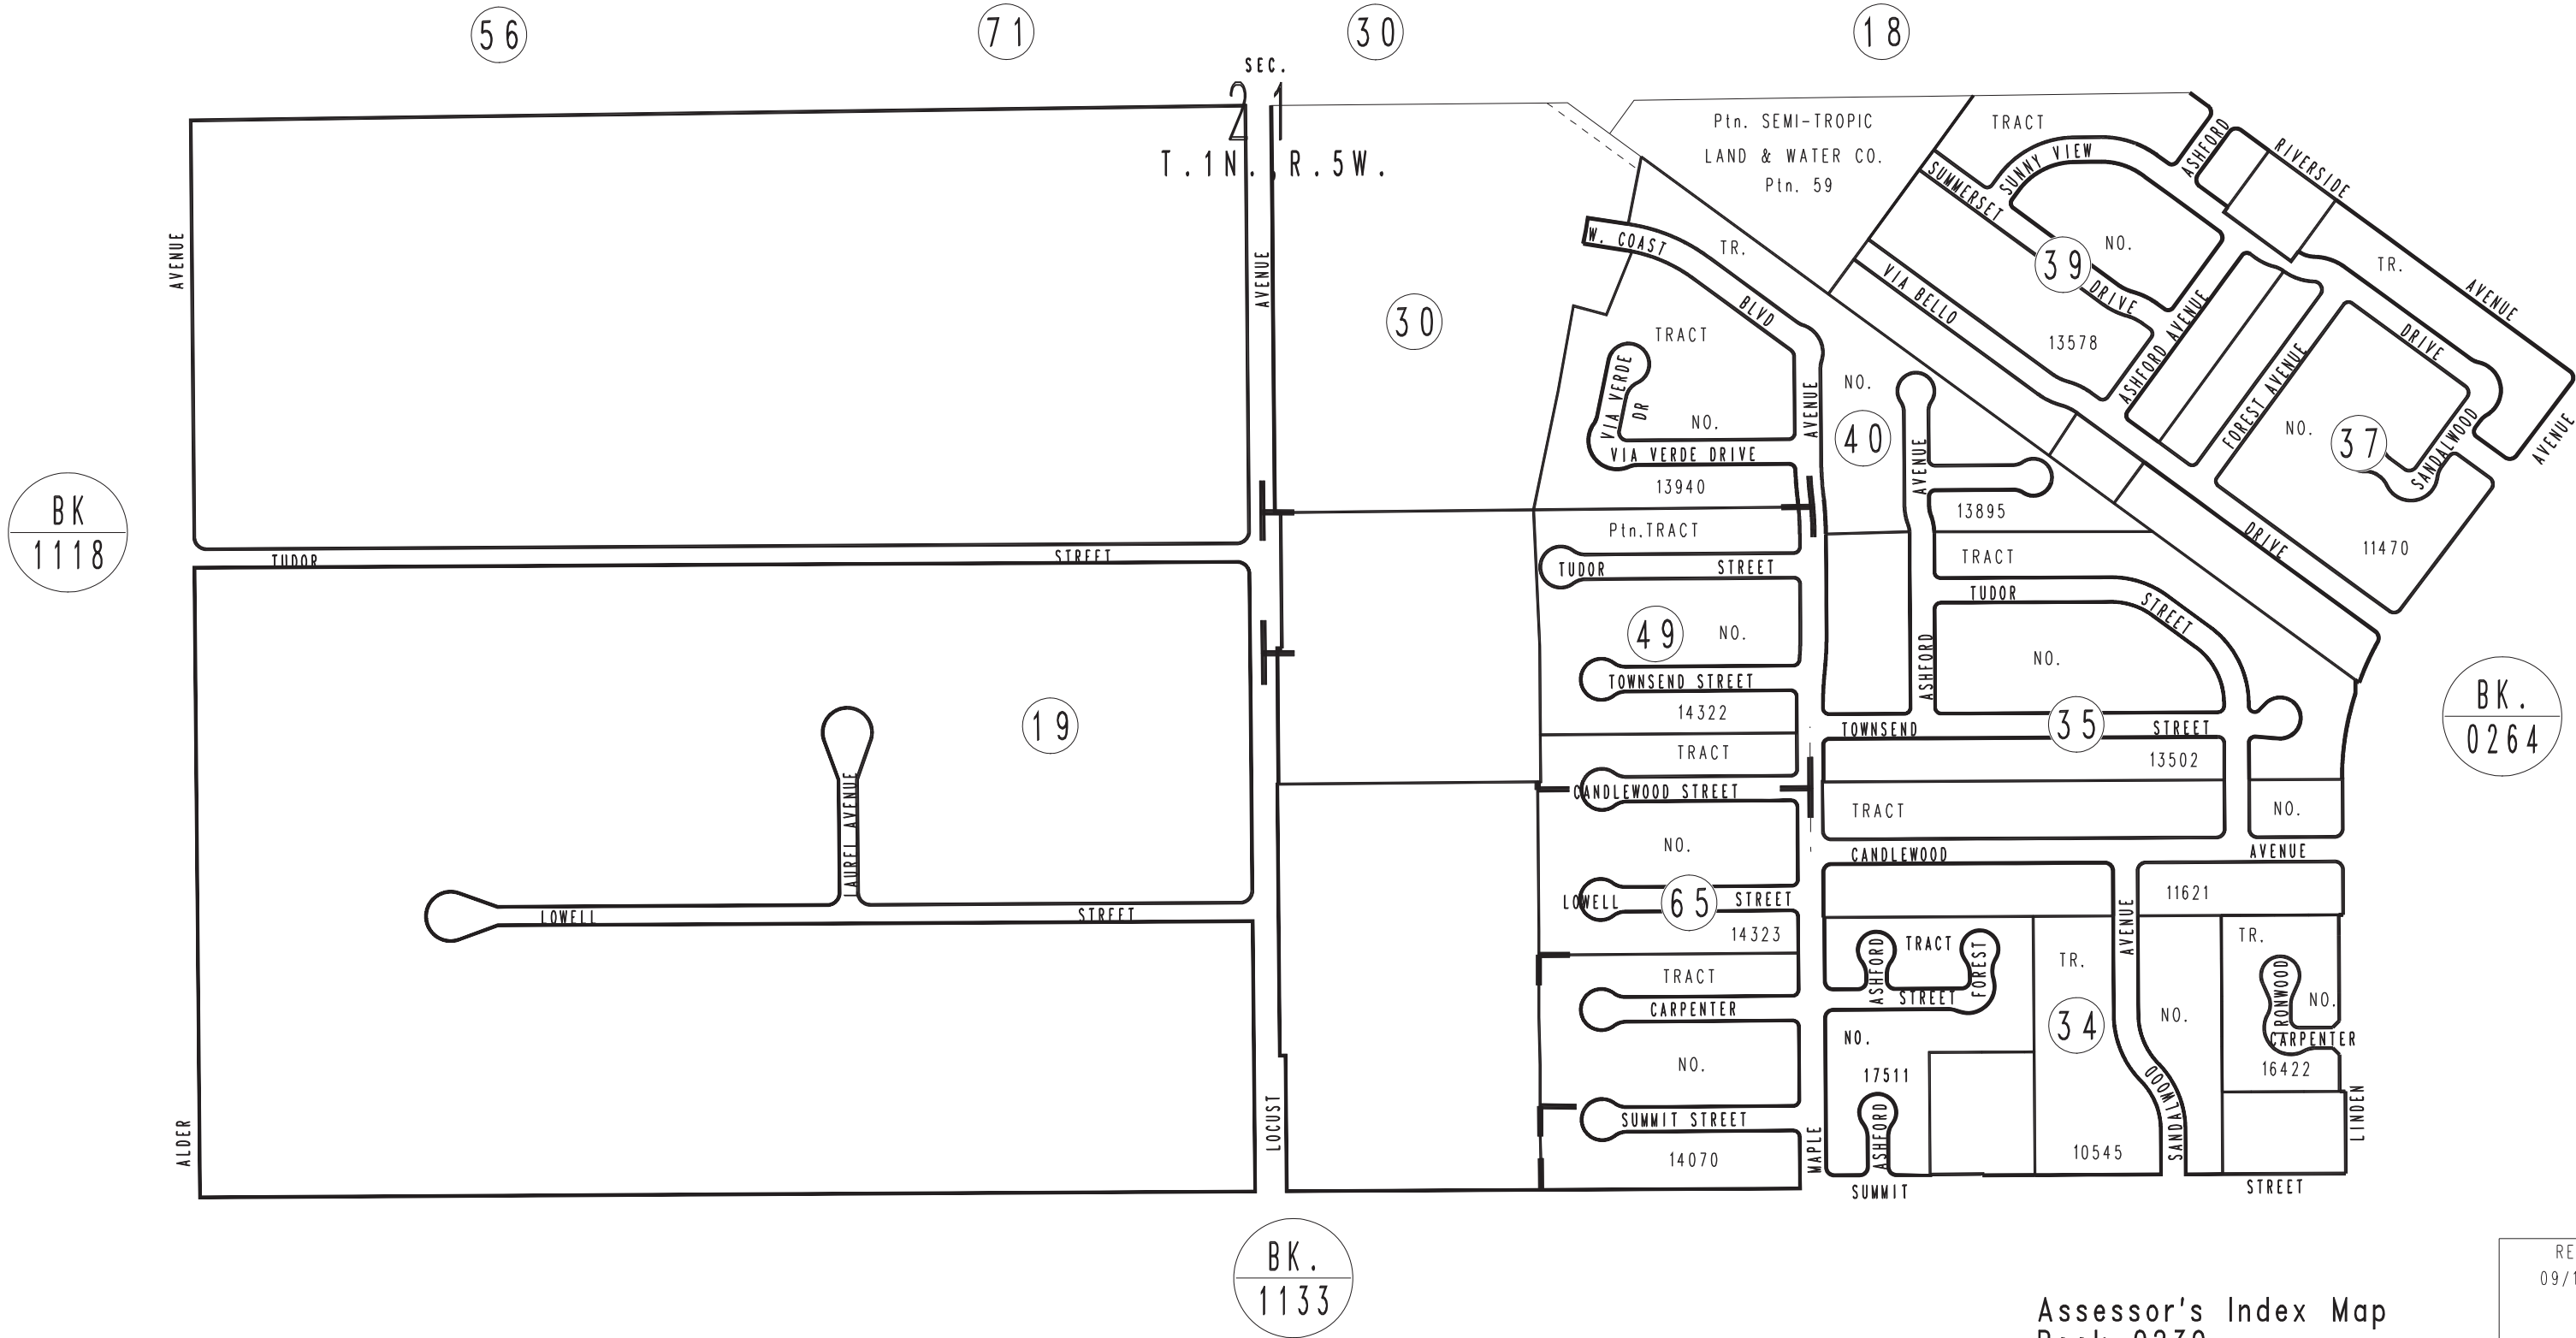 56
71
30
18
SEC.
2 1
T.1N. R.5W.
Ptn. SEMI-TROPIC
LAND & WATER CO.
Ptn. 59
TRACT
SUNNY VIEW
ASHFORD
RIVERSIDE
AVENUE
SUMMERSET
DRIVE
39
NO.
13578
VIA BELLO
DRIVE
ASHFORD AVENUE
FOREST AVENUE
TR.
DRIVE
NO.
37
SANDALWOOD
AVENUE
11470
AVENUE
AVENUE
30
W. COAST
BLVD
TR.
TRACT
VIA VERDE
DR
NO.
VIA VERDE DRIVE
13940
AVENUE
NO.
40
AVENUE
13895
BK
1118
TUDOR
STREET
Ptn.TRACT
TUDOR
STREET
49
NO.
TOWNSEND STREET
14322
TRACT
TUDOR
STREET
ASHFORD
NO.
BK.
0264
19
LAUREL AVENUE
LOWELL
STREET
TOWNSEND
35
STREET
13502
TRACT
CANDLEWOOD STREET
NO.
LOWELL
65
STREET
14323
TRACT
NO.
CANDLEWOOD
AVENUE
11621
TRACT
CARPENTER
NO.
SUMMIT STREET
14070
ASHFORD
TRACT
FOREST
STREET
NO.
17511
ASHFORD
TR.
34
AVENUE
NO.
SANDALWOOD
10545
TR.
IRONWOOD
NO.
CARPENTER
16422
LINDEN
ALDER
LOCUST
MAPLE
SUMMIT
STREET
BK.
1133
RE
09/1
Assessor's Index Map